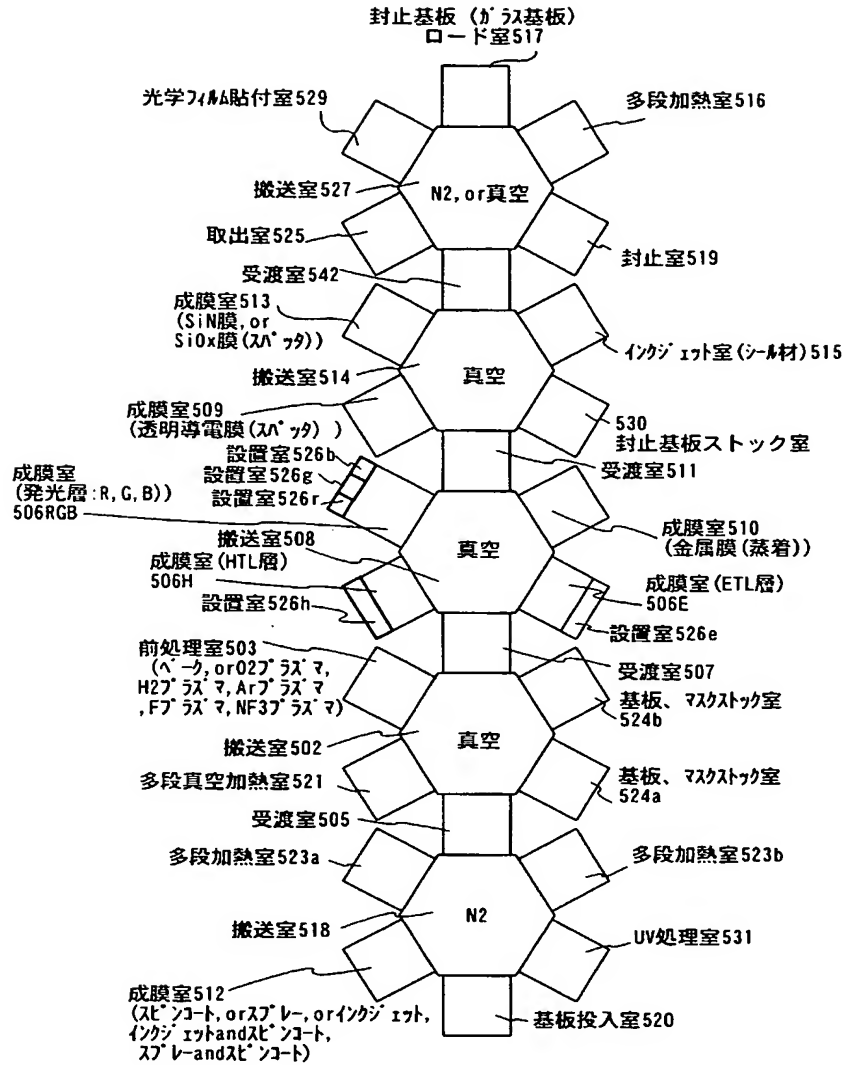 封止基板 (ガラス基板)
ロード室517
光学フィルム貼付室529
多段加熱室516
搬送室527
N2, or真空
取出室525
封止室519
受渡室542
成膜室513
(SiN膜, or
SiOx膜(スパッタ))
インクジェット室(シール材)515
搬送室514
真空
成膜室509
(透明導電膜(スパッタ) )
530
封止基板ストック室
設置室526b
受渡室511
設置室526g
設置室526r
成膜室
(発光層:R, G, B))
506RGB
搬送室508
真空
成膜室510
(金属膜(蒸着))
成膜室(HTL層)
506H
成膜室(ETL層)
506E
設置室526h
設置室526e
前処理室503
(ベーク, orO2プラズマ,
H2プラズマ, Arプラズマ
, Fプラズマ, NF3プラズマ)
受渡室507
基板、マスクストック室
524b
搬送室502
真空
多段真空加熱室521
基板、マスクストック室
524a
受渡室505
多段加熱室523a
多段加熱室523b
搬送室518
N2
UV処理室531
成膜室512
(スピンコート, orスプレー, orインクジェット,
インクジェットandスピンコート,
スプレーandスピンコート)
基板投入室520